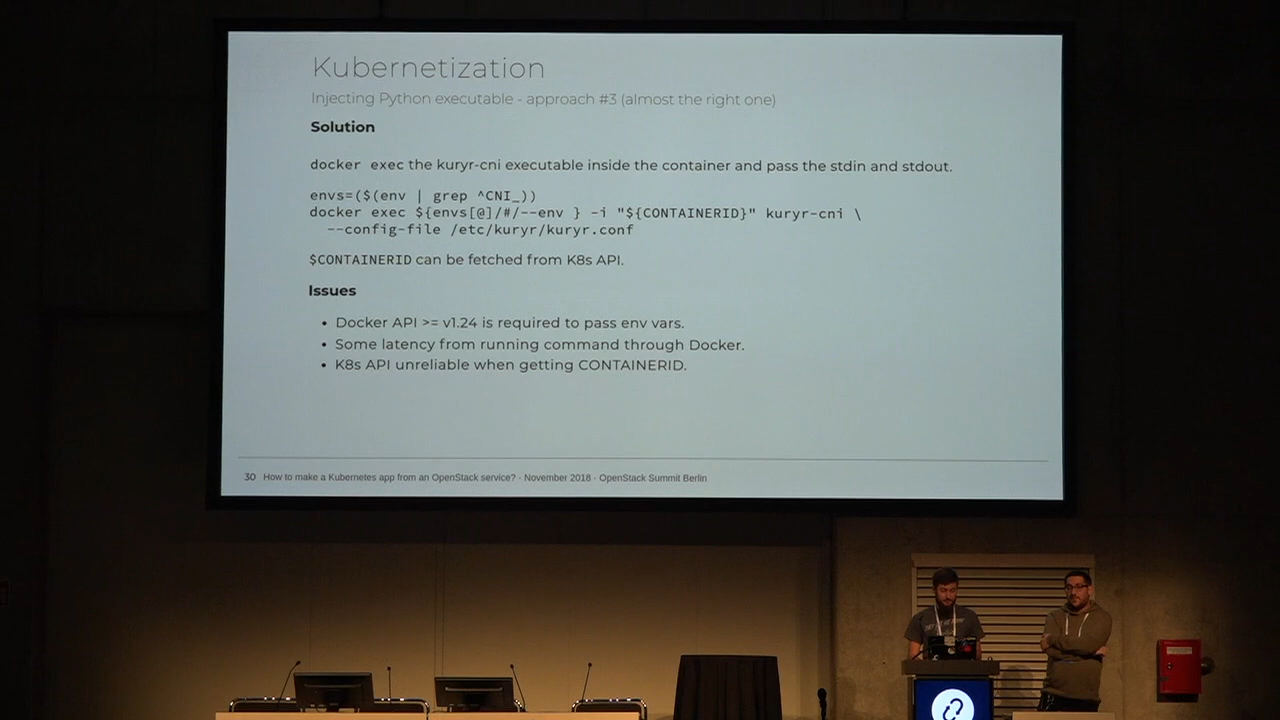 Kubernetization
Injecting Python executable - approach #3 (almost the right one)
Solution
docker exec the kuryr-cni executable inside the container and pass the stdin and stdout.
envs=($(env | grep ^CNI_))
docker exec ${envs[@]/#/--env } -i "${CONTAINERID}" kuryr-cni \
--config-file /etc/kuryr/kuryr.conf
$CONTAINERID can be fetched from K8s API.
Issues
• Docker API >= v1.24 is required to pass env vars.
• Some latency from running command through Docker.
• K8s API unreliable when getting CONTAINERID.
30 How to make a Kubernetes app from an OpenStack service? · November 2018 · OpenStack Summit Berlin